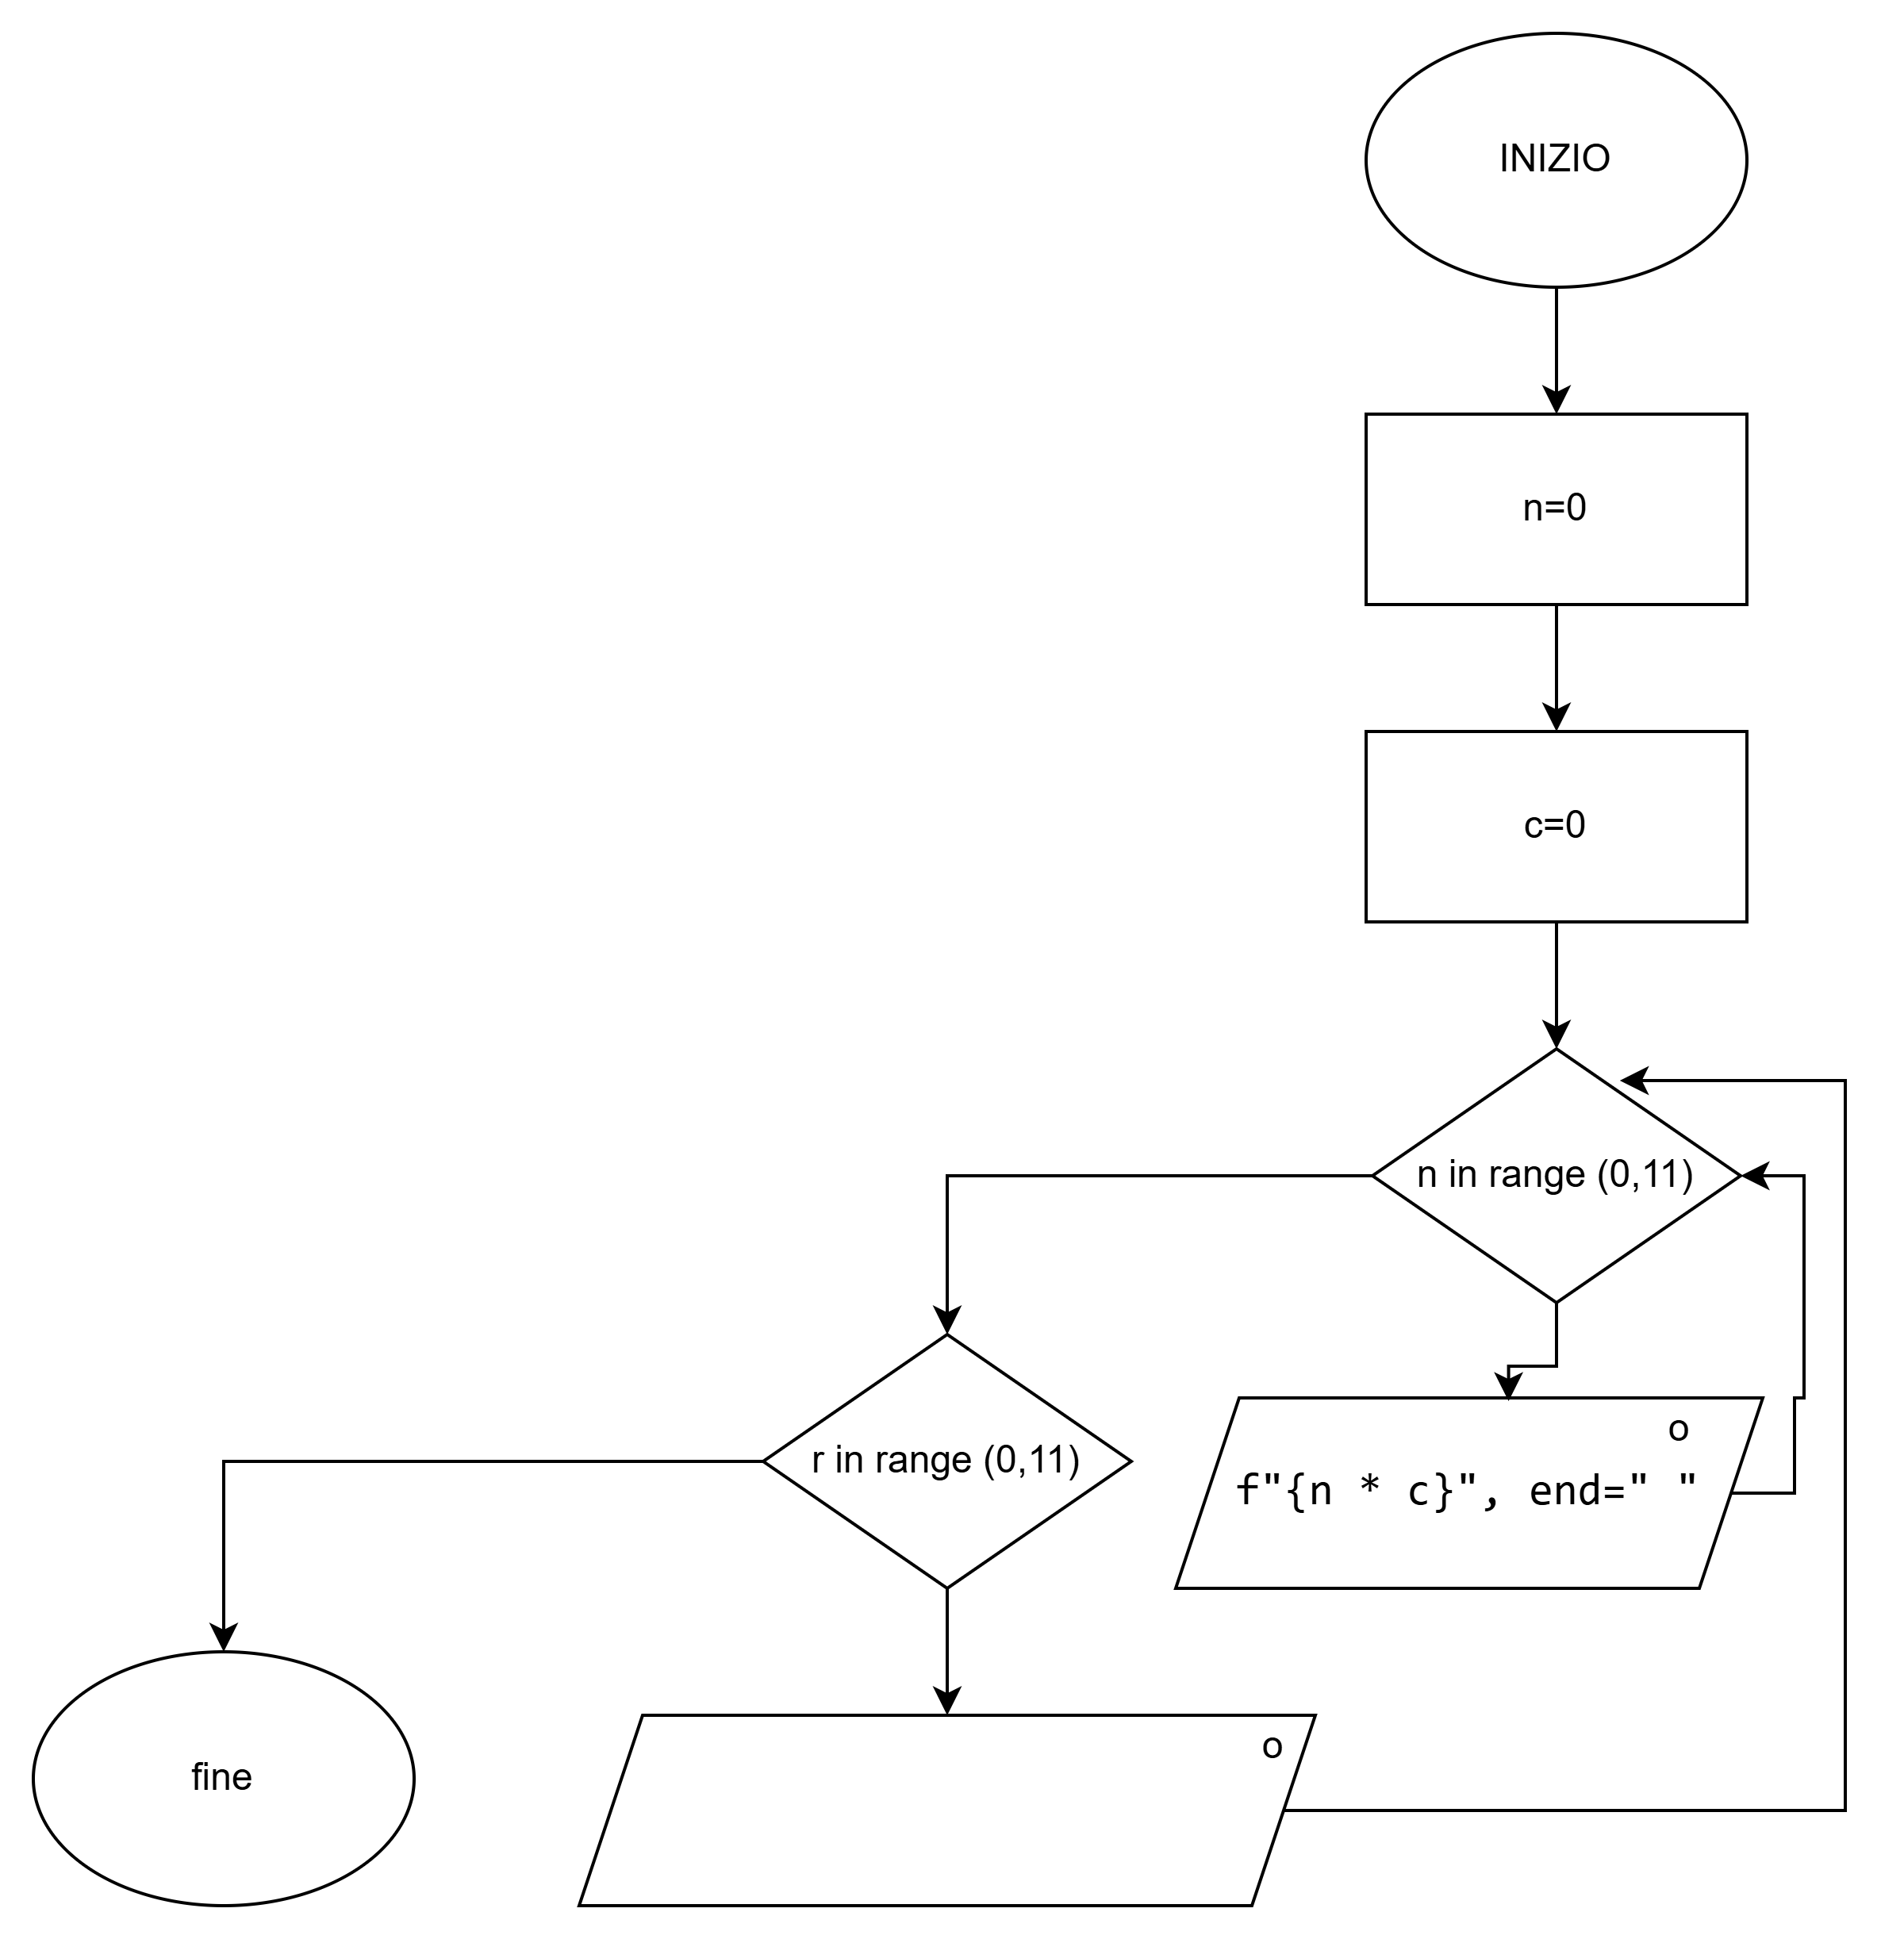 INIZIO
n=0
c=0
n in range (0,11)
r in range (0,11)
o
f"{n * c}", end=" "
fine
o